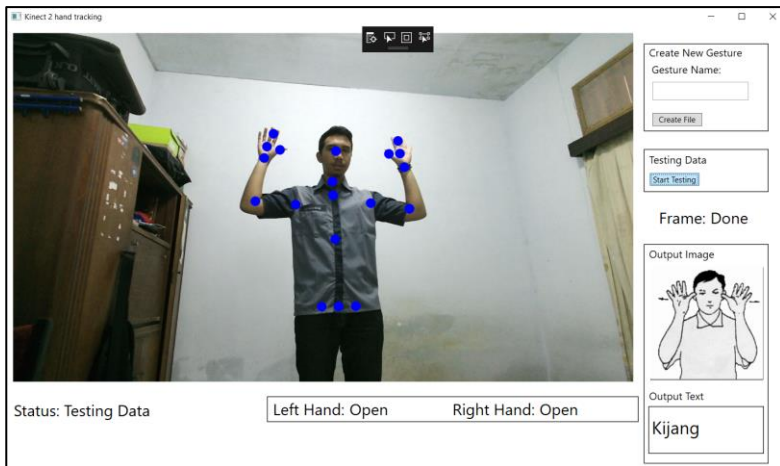 Kinect 2 hand tracking
Create New Gesture
Gesture Name:
Create File
Testing Data
Start Testing
Frame: Done
Output Image
Output Text
Kijang
Status: Testing Data
Left Hand: Open Right Hand: Open